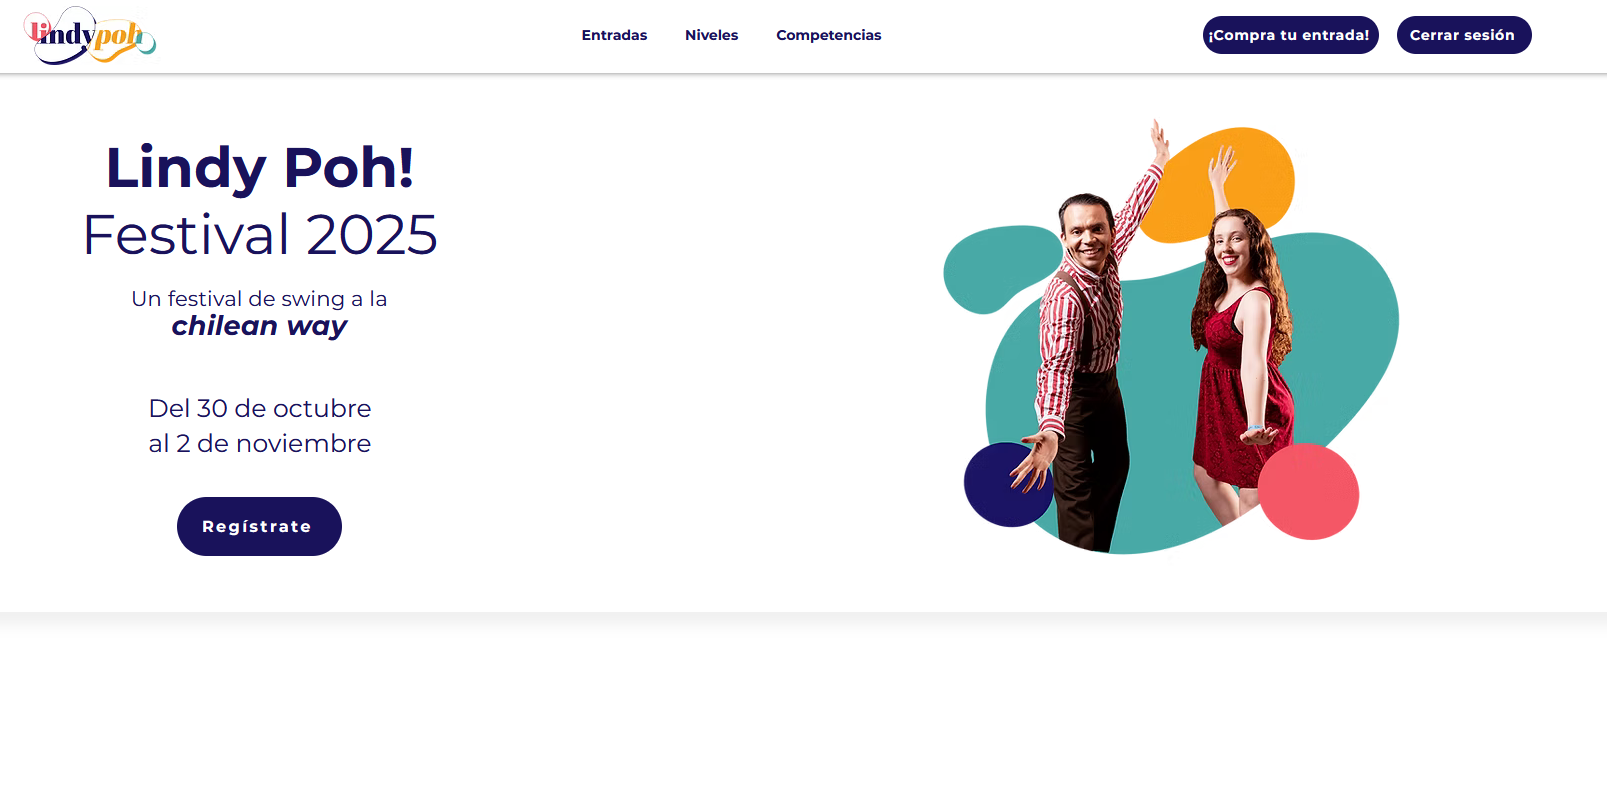 lindypoh
Entradas
Niveles
Competencias
¡Compra tu entrada!
Cerrar sesión
Lindy Poh!
Festival 2025
Un festival de swing a la
chilean way
Del 30 de octubre
al 2 de noviembre
Regístrate